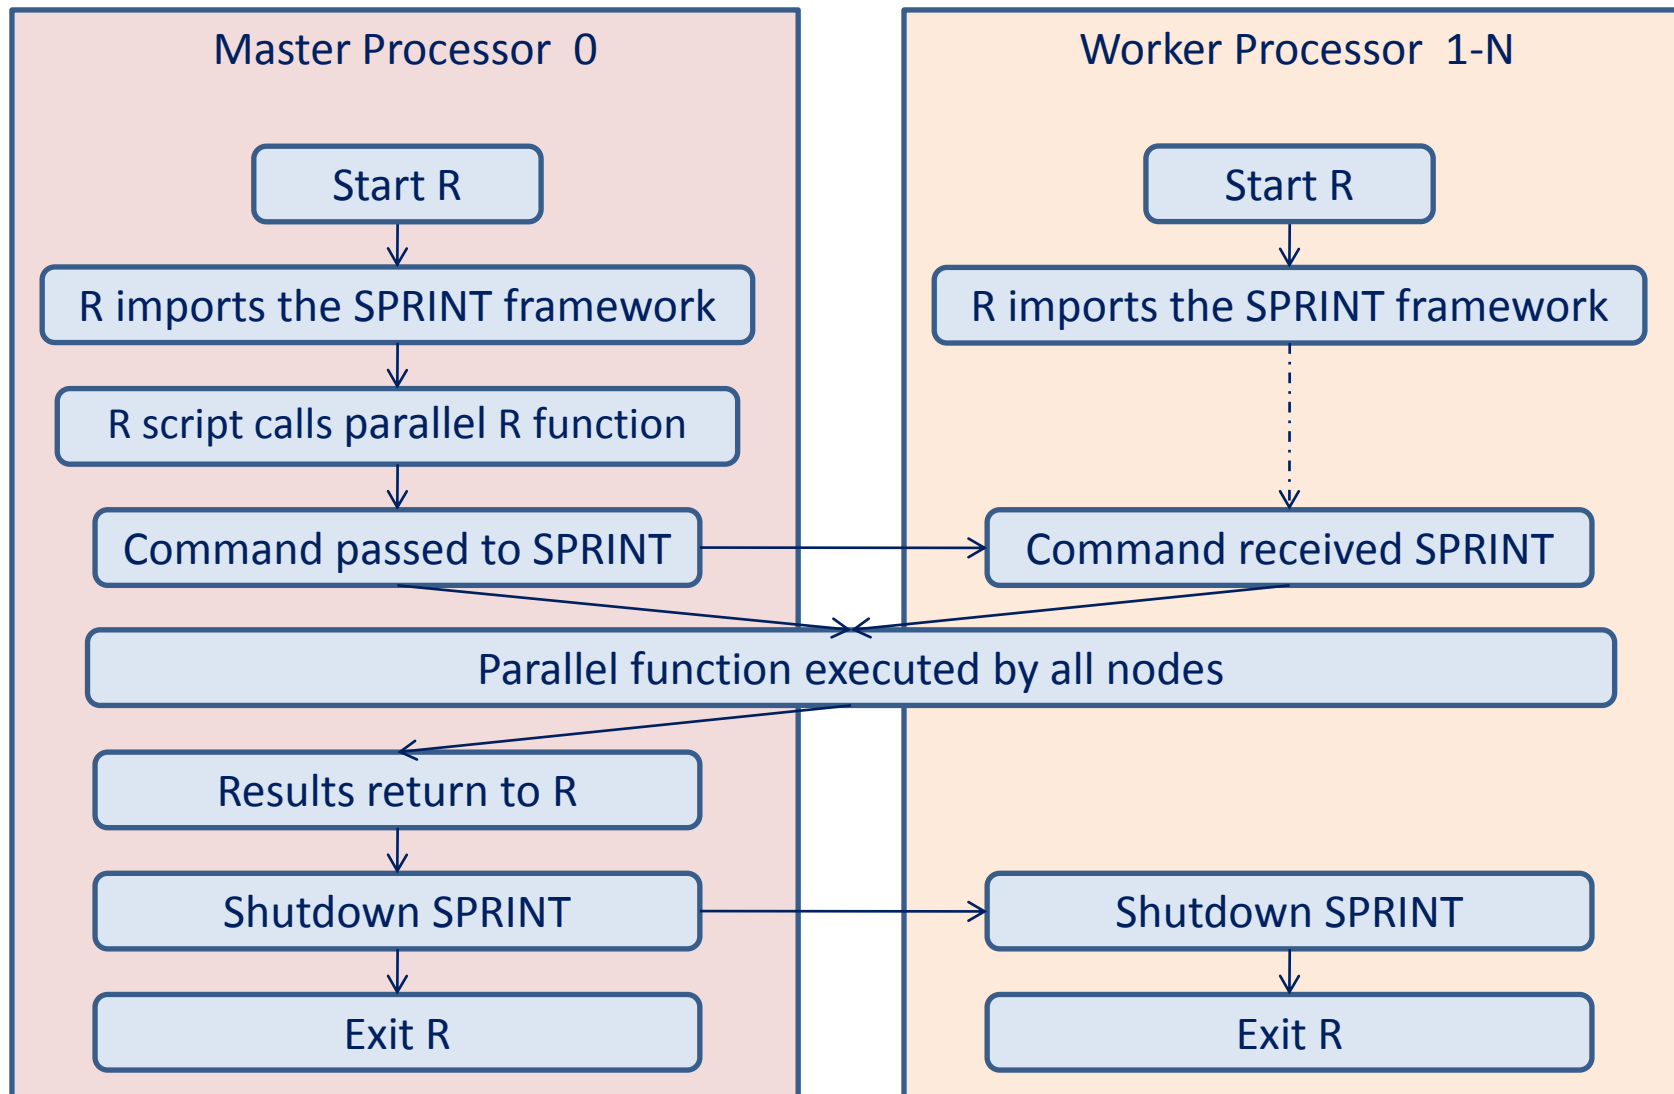 Master Processor 0
Start R
R imports the SPRINT framework
R script calls parallel R function
Command passed to SPRINT
Worker Processor 1-N
Start R
R imports the SPRINT framework
Command received SPRINT
Parallel function executed by all nodes
Results return to R
Shutdown SPRINT
Exit R
Shutdown SPRINT
Exit R